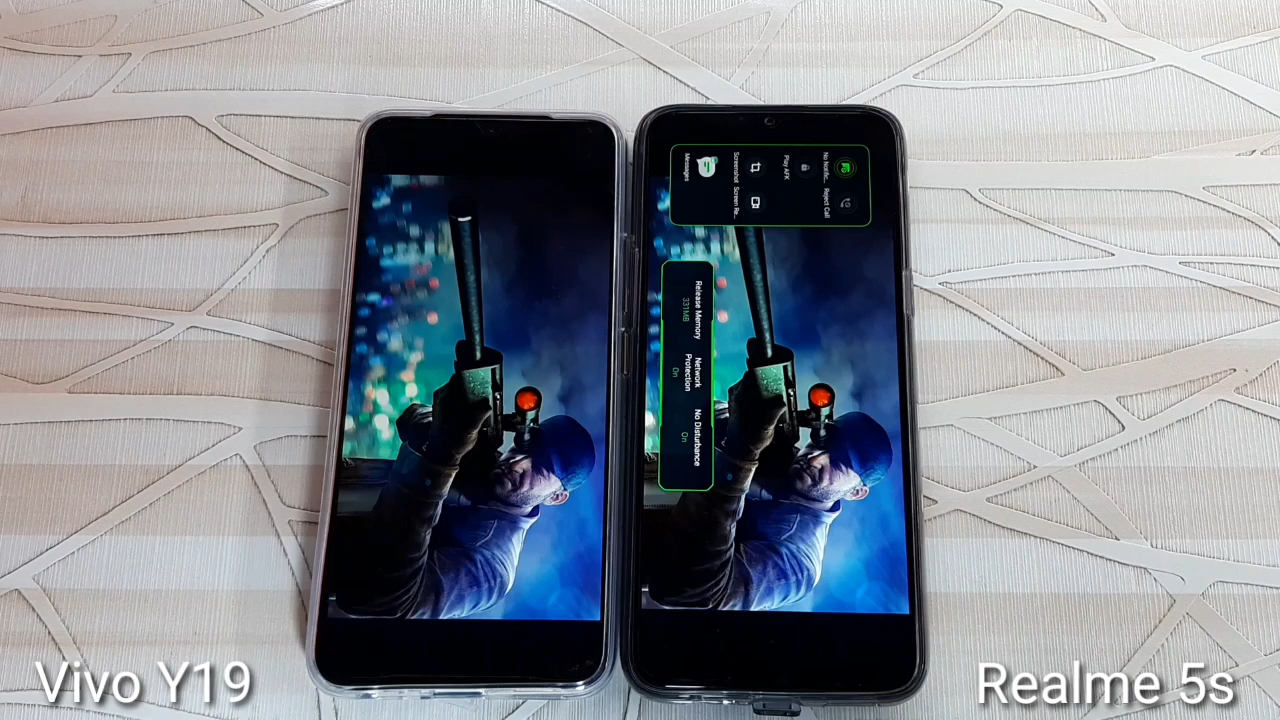 No Notific..
Reject Call
Play AFK
Screenshot
Screen Re...
Messages
Release Memory
331MB
Network
Protection
On
No Disturbance
On
Vivo Y19
Realme 5s